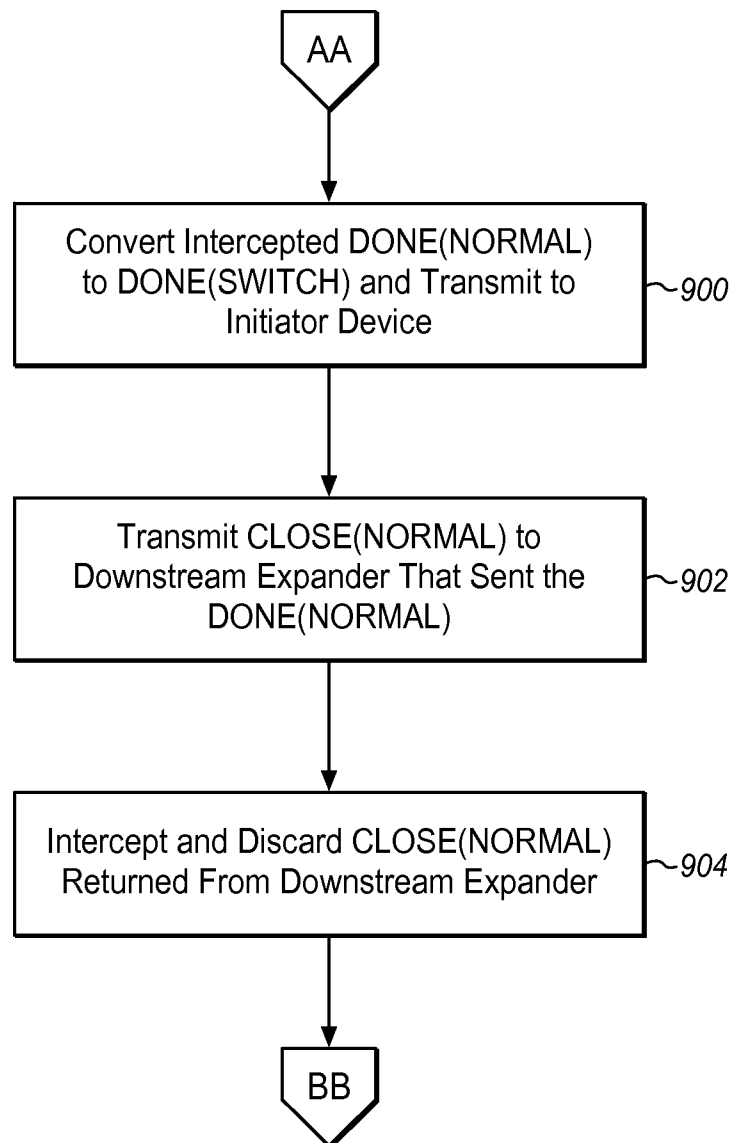 AA
Convert Intercepted DONE(NORMAL)
to DONE(SWITCH) and Transmit to
Initiator Device
900
Transmit CLOSE(NORMAL) to
Downstream Expander That Sent the
DONE(NORMAL)
902
Intercept and Discard CLOSE(NORMAL)
Returned From Downstream Expander
904
BB